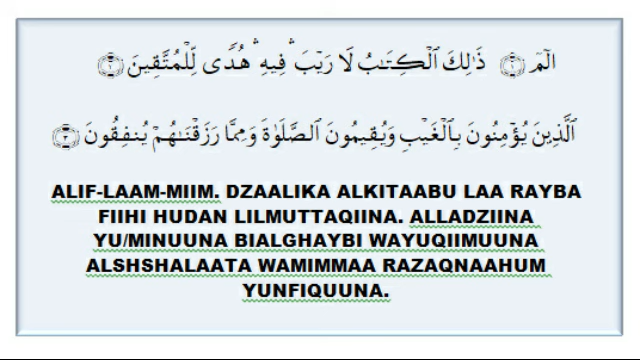 الٓمٓ ۝١ ذَٰلِكَ ٱلْكِتَـٰبُ لَا رَيْبَ ۛ فِيهِ ۛ هُدًى لِّلْمُتَّقِينَ ۝٢
ٱلَّذِينَ يُؤْمِنُونَ بِٱلْغَيْبِ وَيُقِيمُونَ ٱلصَّلَوٰةَ وَمِمَّا رَزَقْنَـٰهُمْ يُنفِقُونَ ۝٣
ALIF-LAAM-MIIM. DZAALIKA ALKITAABU LAA RAYBA
FIIHI HUDAN LILMUTTAQIINA. ALLADZIINA
YU/MINUUNA BIALGHAYBI WAYUQIIMUUNA
ALSHSHALAATA WAMIMMAA RAZAQNAAHUM
YUNFIQUUNA.